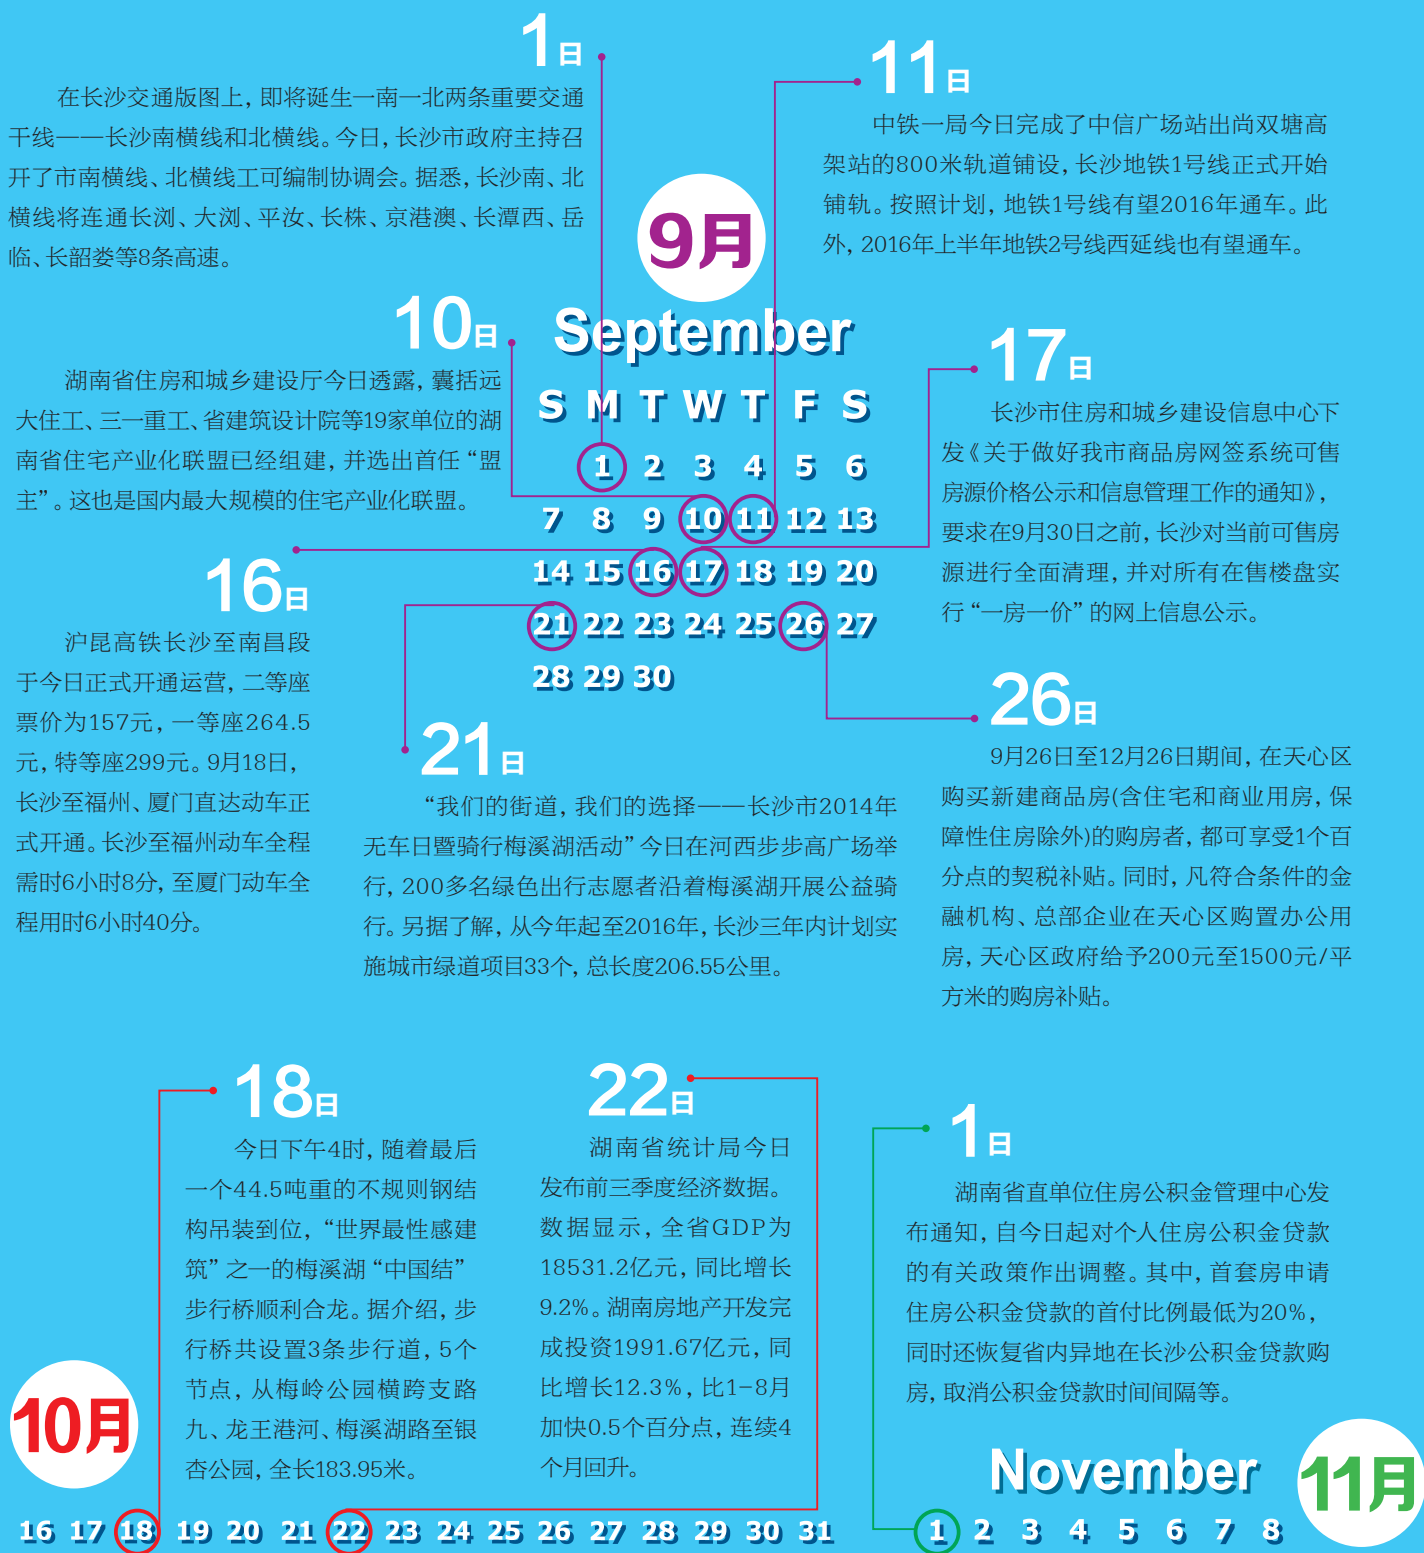 1日
在长沙交通版图上，即将诞生一南一北两条重要交通
干线——长沙南横线和北横线。今日，长沙市政府主持召
开了市南横线、北横线工可编制协调会。据悉，长沙南、北
横线将连通长浏、大浏、平汝、长株、京港澳、长潭西、岳
临、长韶娄等8条高速。
11日
中铁一局今日完成了中信广场站出尚双塘高
架站的800米轨道铺设，长沙地铁1号线正式开始
铺轨。按照计划，地铁1号线有望2016年通车。此
外，2016年上半年地铁2号线西延线也有望通车。
9月
September
10日
湖南省住房和城乡建设厅今日透露，囊括远
大住工、三一重工、省建筑设计院等19家单位的湖
南省住宅产业化联盟已经组建，并选出首任“盟
主”。这也是国内最大规模的住宅产业化联盟。
17日
长沙市住房和城乡建设信息中心下
发《关于做好我市商品房网签系统可售
房源价格公示和信息管理工作的通知》，
要求在9月30日之前，长沙对当前可售房
源进行全面清理，并对所有在售楼盘实
行“一房一价”的网上信息公示。
S M T W T F S
1 2 3 4 5 6
7 8 9 10 11 12 13
14 15 16 17 18 19 20
21 22 23 24 25 26 27
28 29 30
16日
沪昆高铁长沙至南昌段
于今日正式开通运营，二等座
票价为157元，一等座264.5
元，特等座299元。9月18日，
长沙至福州、厦门直达动车正
式开通。长沙至福州动车全程
需时6小时8分，至厦门动车全
程用时6小时40分。
21日
“我们的街道，我们的选择——长沙市2014年
无车日暨骑行梅溪湖活动”今日在河西步步高广场举
行，200多名绿色出行志愿者沿着梅溪湖开展公益骑
行。另据了解，从今年起至2016年，长沙三年内计划实
施城市绿道项目33个，总长度206.55公里。
26日
9月26日至12月26日期间，在天心区
购买新建商品房(含住宅和商业用房，保
障性住房除外)的购房者，都可享受1个百
分点的契税补贴。同时，凡符合条件的金
融机构、总部企业在天心区购置办公用
房，天心区政府给予200元至1500元/平
方米的购房补贴。
18日
今日下午4时，随着最后
一个44.5吨重的不规则钢结
构吊装到位，“世界最性感建
筑”之一的梅溪湖“中国结”
步行桥顺利合龙。据介绍，步
行桥共设置3条步行道，5个
节点，从梅岭公园横跨支路
九、龙王港河、梅溪湖路至银
杏公园，全长183.95米。
22日
湖南省统计局今日
发布前三季度经济数据。
数据显示，全省GDP为
18531.2亿元，同比增长
9.2%。湖南房地产开发完
成投资1991.67亿元，同
比增长12.3%，比1-8月
加快0.5个百分点，连续4
个月回升。
1日
湖南省直单位住房公积金管理中心发
布通知，自今日起对个人住房公积金贷款
的有关政策作出调整。其中，首套房申请
住房公积金贷款的首付比例最低为20%，
同时还恢复省内异地在长沙公积金贷款购
房，取消公积金贷款时间间隔等。
10月
16 17 18 19 20 21 22 23 24 25 26 27 28 29 30 31
November
11月
1 2 3 4 5 6 7 8